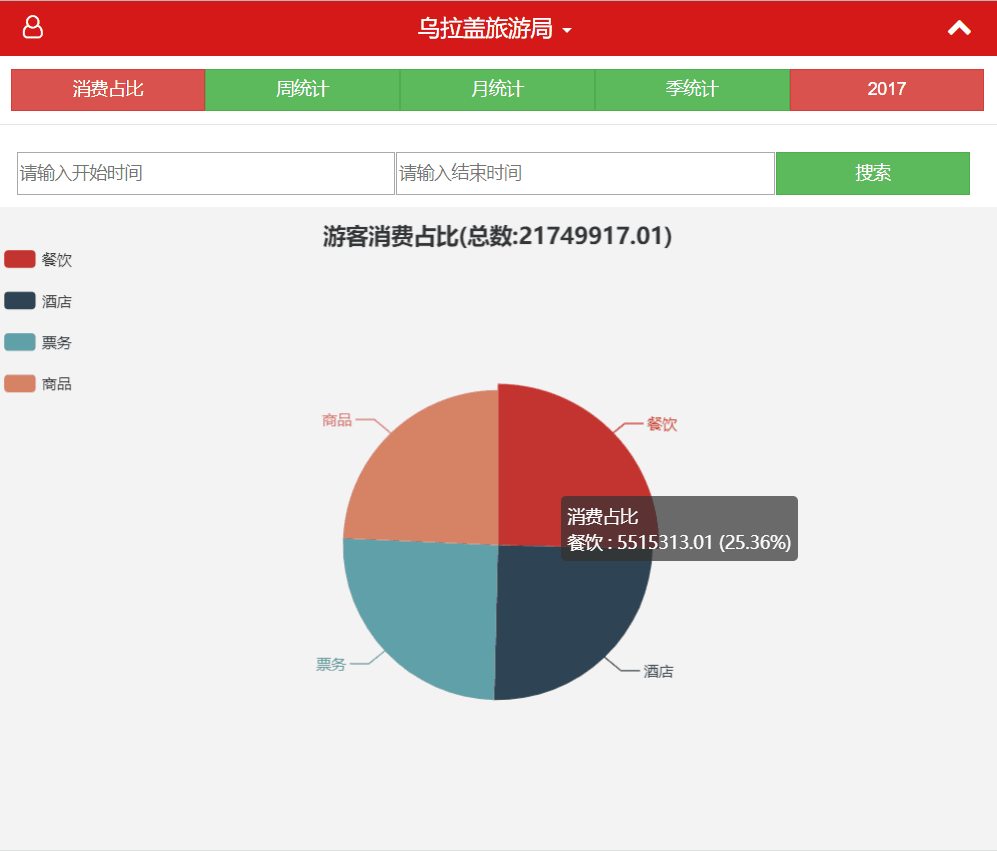 乌拉盖旅游局
消费占比 周统计 月统计 季统计 2017
请输入开始时间 请输入结束时间 搜索
游客消费占比(总数:21749917.01)
餐饮
酒店
票务
商品
商品
餐饮
消费占比
餐饮 : 5515313.01 (25.36%)
票务
酒店